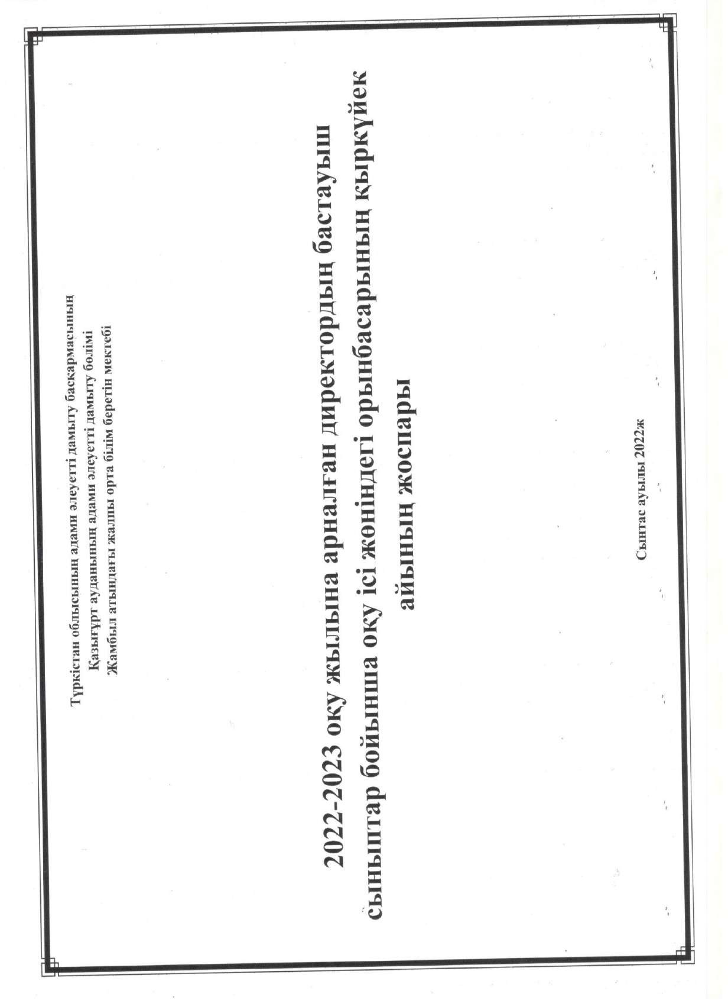 Түркістан облысының адами әлеуетті дамыту басқармасының
Қазығұрт ауданының адами әлеуетті дамыту бөлімі
Жамбыл атындағы жалпы орта білім беретін мектебі
2022-2023 оқу жылына арналған директордың бастауыш
сыныптар бойынша оқу ісі жөніндегі орынбасарының қыркүйек
айының жоспары
Сынтас ауылы 2022ж